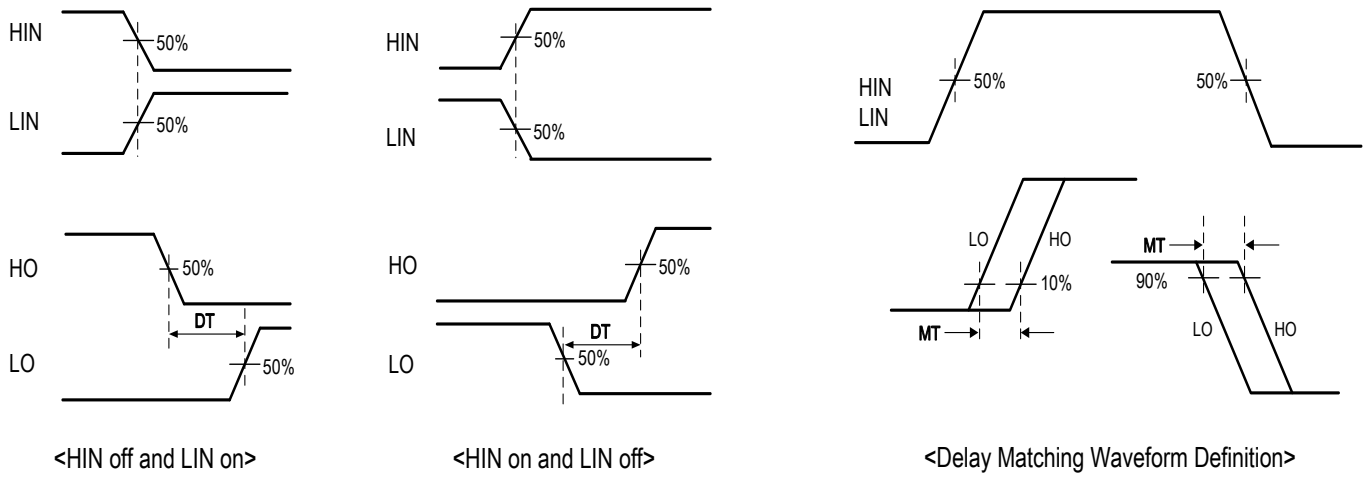 HIN
50%
LIN
50%
HO
50%
DT
LO
50%
<HIN off and LIN on>
HIN
50%
LIN
50%
HO
50%
DT
LO
50%
<HIN on and LIN off>
HIN
LIN
50%
50%
LO
HO
10%
MT
MT
90%
LO
HO
<Delay Matching Waveform Definition>